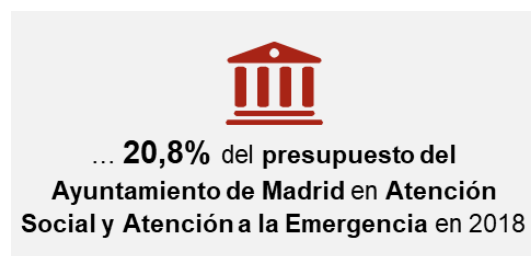 … 20,8% del presupuesto del
Ayuntamiento de Madrid en Atención
Social y Atención a la Emergencia en 2018